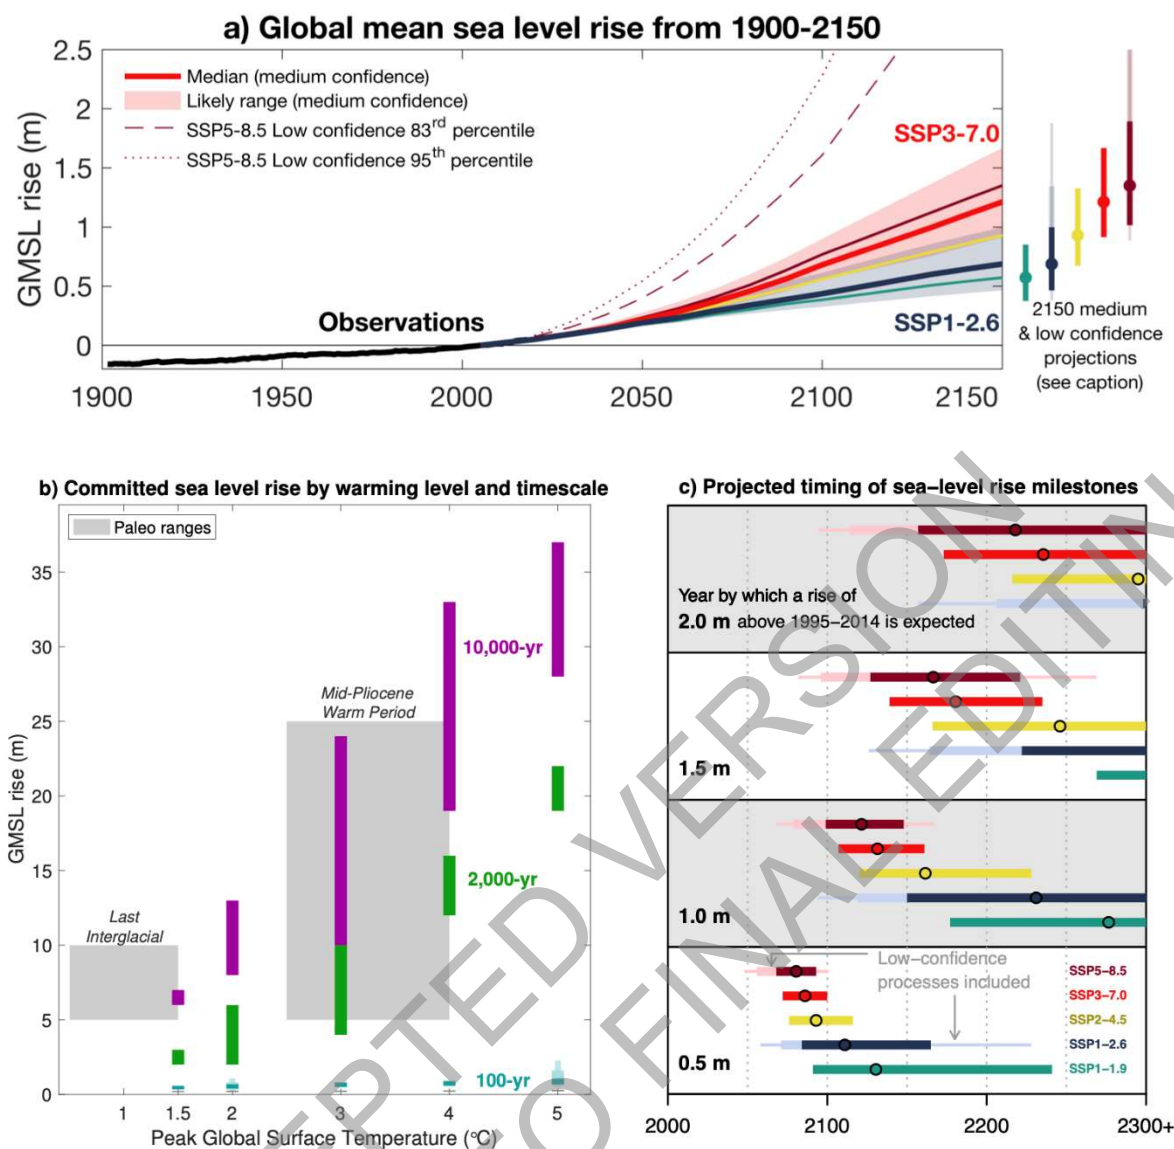 a) Global mean sea level rise from 1900-2150
2.5
2
1.5
1
0.5
0
GMSL rise (m)
Median (medium confidence)
Likely range (medium confidence)
SSP5-8.5 Low confidence 83rd percentile
SSP5-8.5 Low confidence 95th percentile
SSP3-7.0
Observations
SSP1-2.6
2150 medium
& low confidence
projections
(see caption)
1900
1950
2000
2050
2100
2150
b) Committed sea level rise by warming level and timescale
Paleo ranges
35
30
25
20
15
10
5
0
GMSL rise (m)
10,000-yr
Mid-Pliocene
Warm Period
2,000-yr
Last
Interglacial
100-yr
1
1.5
2
3
4
5
Peak Global Surface Temperature (°C)
c) Projected timing of sea–level rise milestones
Year by which a rise of
2.0 m above 1995–2014 is expected
1.5 m
1.0 m
Low–confidence
processes included
SSP5–8.5
SSP3–7.0
SSP2–4.5
SSP1–2.6
SSP1–1.9
0.5 m
2000
2100
2200
2300+
EPTED VERSION
TO FINAL EDITIN